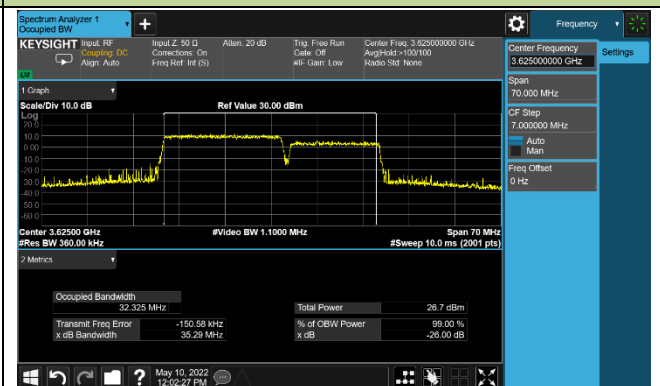 Spectrum Analyzer 1
Occupied BW
Frequency
KEYSIGHT
Input: RF
Coupling: DC
Align: Auto
Input Z: 50 Ω
Corrections: On
Freq Ref: Int (S)
Atten: 20 dB
Trig: Free Run
Gate: Off
#IF Gain: Low
Center Freq: 3.625000000 GHz
Avg|Hold:>100/100
Radio Std: None
Center Frequency
3.625000000 GHz
Settings
Span
70.000 MHz
CF Step
7.000000 MHz
Auto
Man
Freq Offset
0 Hz
1 Graph
Scale/Div 10.0 dB
Ref Value 30.00 dBm
Log
20.0
10.0
0.00
-10.0
-20.0
-30.0
-40.0
-50.0
-60.0
Center 3.62500 GHz
#Video BW 1.1000 MHz
Span 70 MHz
#Res BW 360.00 kHz
#Sweep 10.0 ms (2001 pts)
2 Metrics
Occupied Bandwidth
32.325 MHz
Total Power
26.7 dBm
Transmit Freq Error
-150.58 kHz
% of OBW Power
99.00 %
x dB Bandwidth
35.29 MHz
x dB
-26.00 dB
May 10, 2022
12:02:27 PM